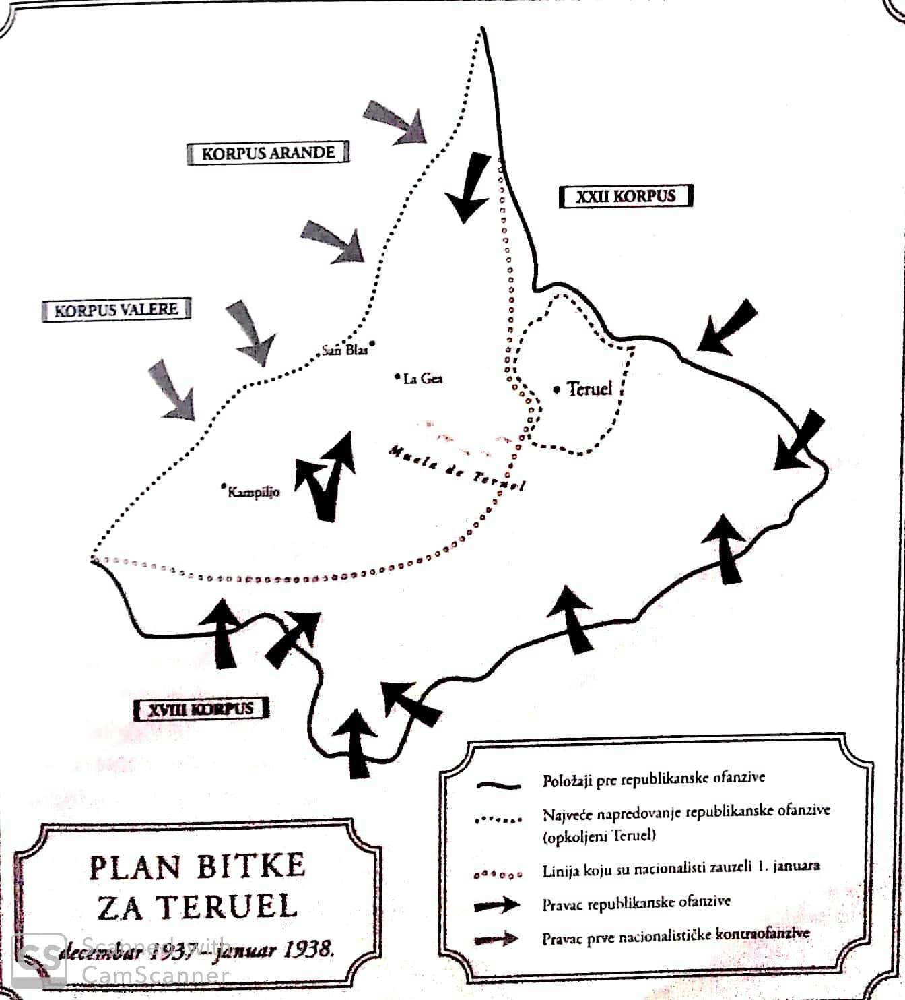 KORPUS ARANDE
XXII KORPUS
KORPUS VALERE
San Blas
La Gea
Teruel
Muela de Teruel
Kampiljo
XVIII KORPUS
Položaji pre republikanske ofanzive
Najveće napredovanje republikanske ofanzive
(opkoljeni Teruel)
Linija koju su nacionalisti zauzeli 1. januara
Pravac republikanske ofanzive
Pravac prve nacionalističke kontraofanzive
PLAN BITKE
ZA TERUEL
decembar 1937–januar 1938.
CS
Scanned with
CamScanner